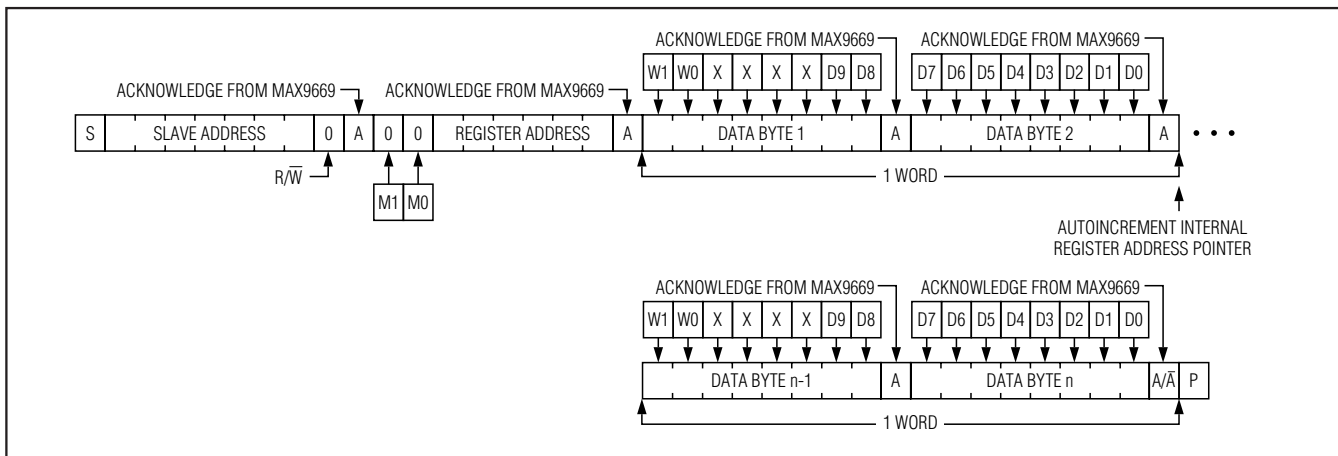 ACKNOWLEDGE FROM MAX9669 ACKNOWLEDGE FROM MAX9669
W1 W0 X X X X D9 D8 D7 D6 D5 D4 D3 D2 D1 D0
ACKNOWLEDGE FROM MAX9669 ACKNOWLEDGE FROM MAX9669
S SLAVE ADDRESS 0 A 0 0 REGISTER ADDRESS A DATA BYTE 1 A DATA BYTE 2 A • • •
R/W̅ 1 WORD
M1 M0
AUTOINCREMENT INTERNAL
REGISTER ADDRESS POINTER
ACKNOWLEDGE FROM MAX9669 ACKNOWLEDGE FROM MAX9669
W1 W0 X X X X D9 D8 D7 D6 D5 D4 D3 D2 D1 D0
DATA BYTE n-1 A DATA BYTE n A/A̅ P
1 WORD